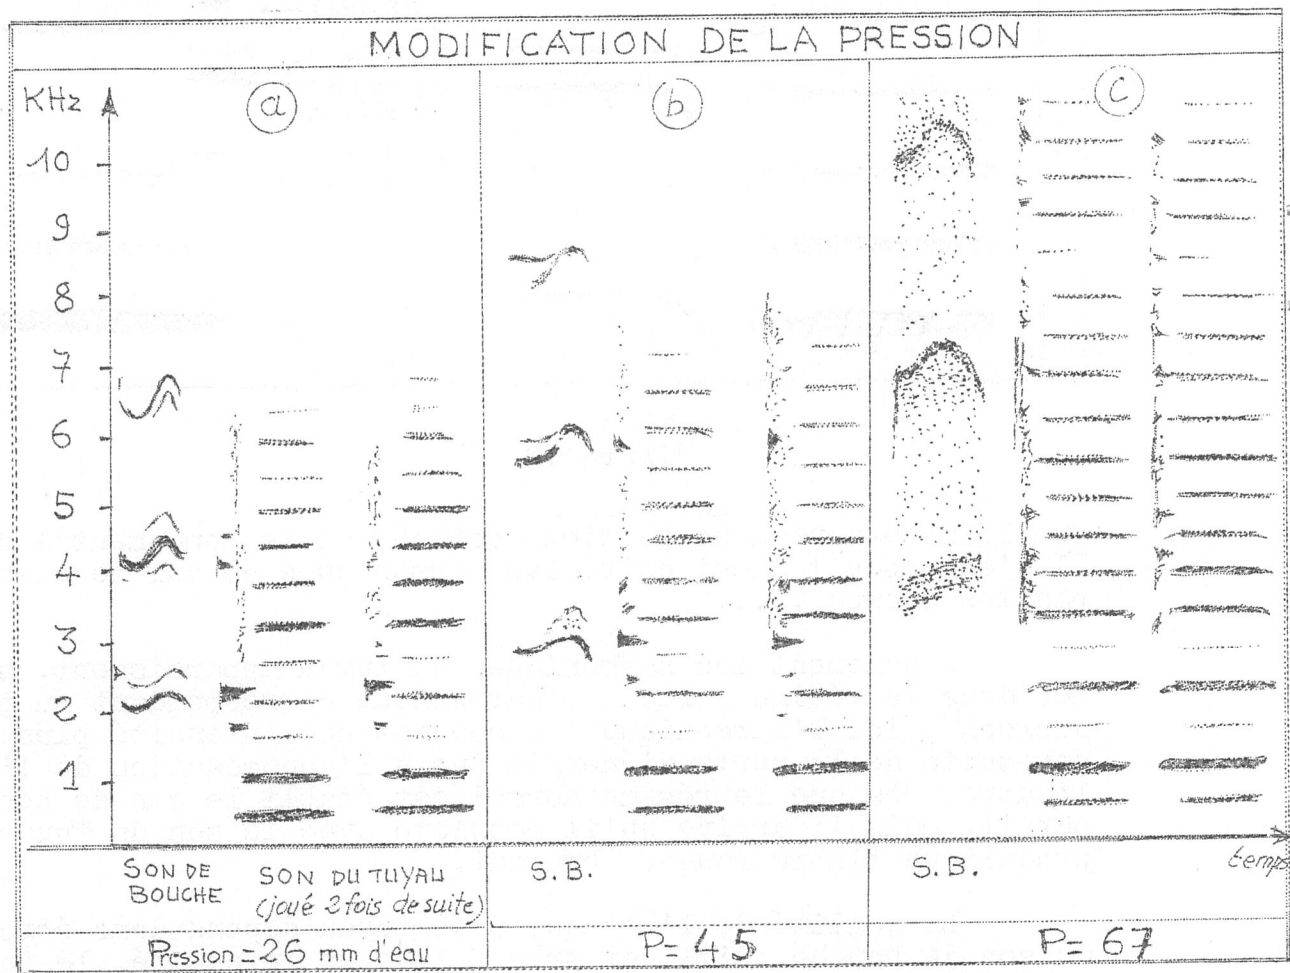 MODIFICATION DE LA PRESSION
KHz
a
b
c
10
9
8
7
6
5
4
3
2
1
temps
SON DE
BOUCHE
SON DU TUYAU
(joué 2 fois de suite)
S.B.
S.B.
Pression = 26 mm d'eau
P= 45
P= 67